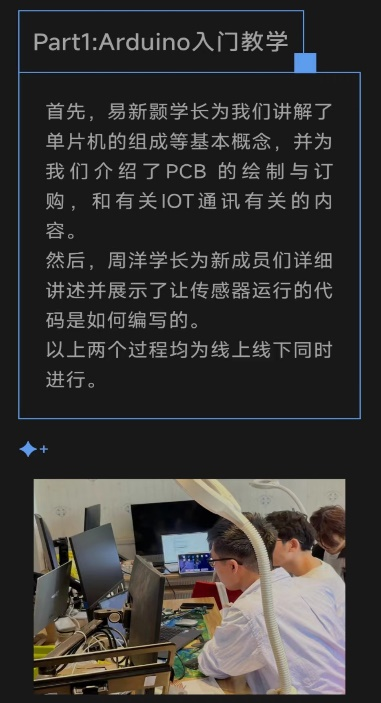 Part1:Arduino入门教学
首先，易新颢学长为我们讲解了
单片机的组成等基本概念，并为
我们介绍了PCB 的绘制与订
购，和有关IOT通讯有关的内
容。
然后，周洋学长为新成员们详细
讲述并展示了让传感器运行的代
码是如何编写的。
以上两个过程均为线上线下同时
进行。